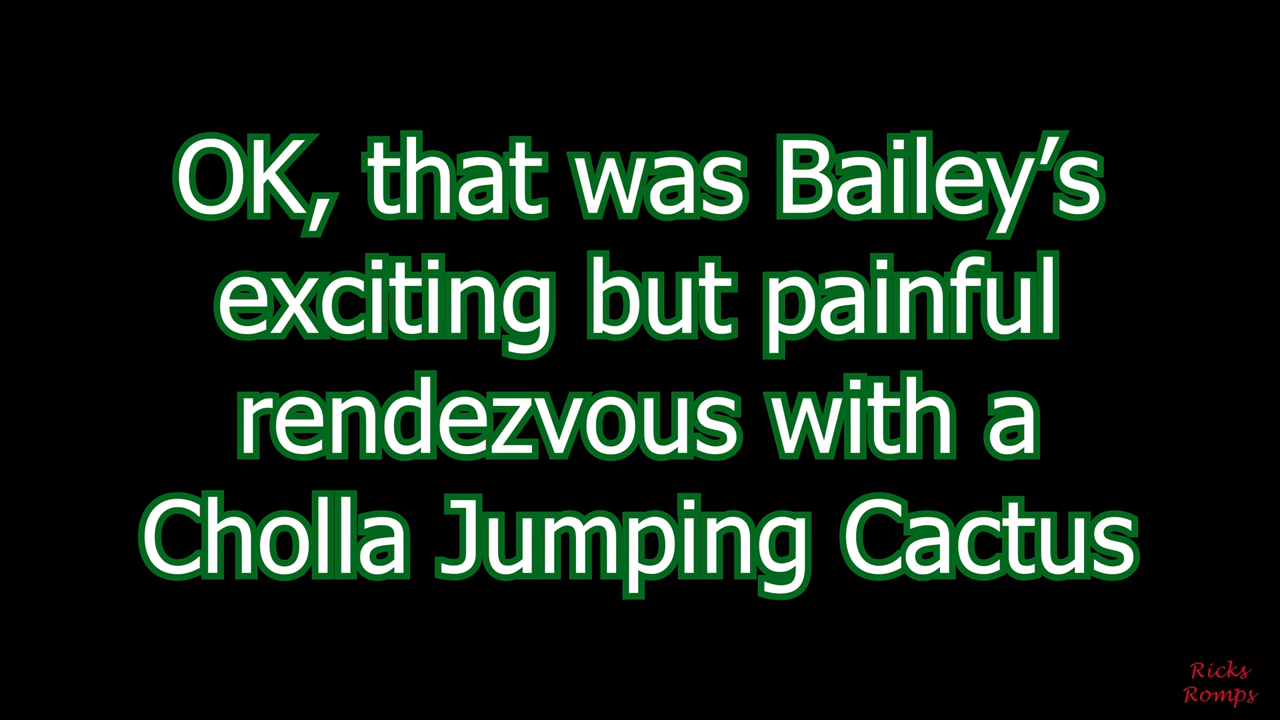 OK, that was Bailey’s
exciting but painful
rendezvous with a
Cholla Jumping Cactus
Ricks
Romps